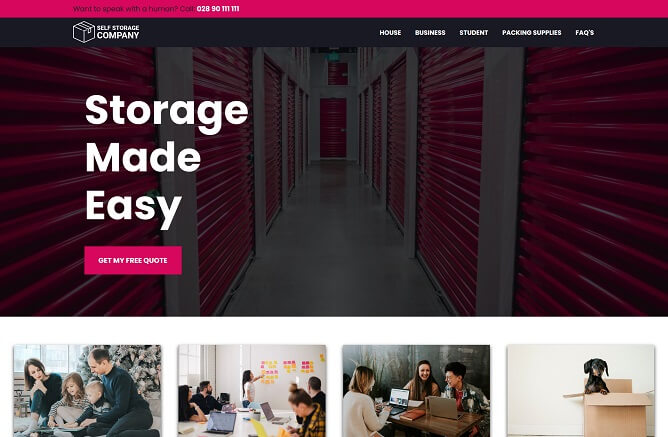 Want to speak with a human? Call: 028 90 111 111
SELF STORAGE
COMPANY
HOUSE BUSINESS STUDENT PACKING SUPPLIES FAQ'S
Storage
Made
Easy
GET MY FREE QUOTE